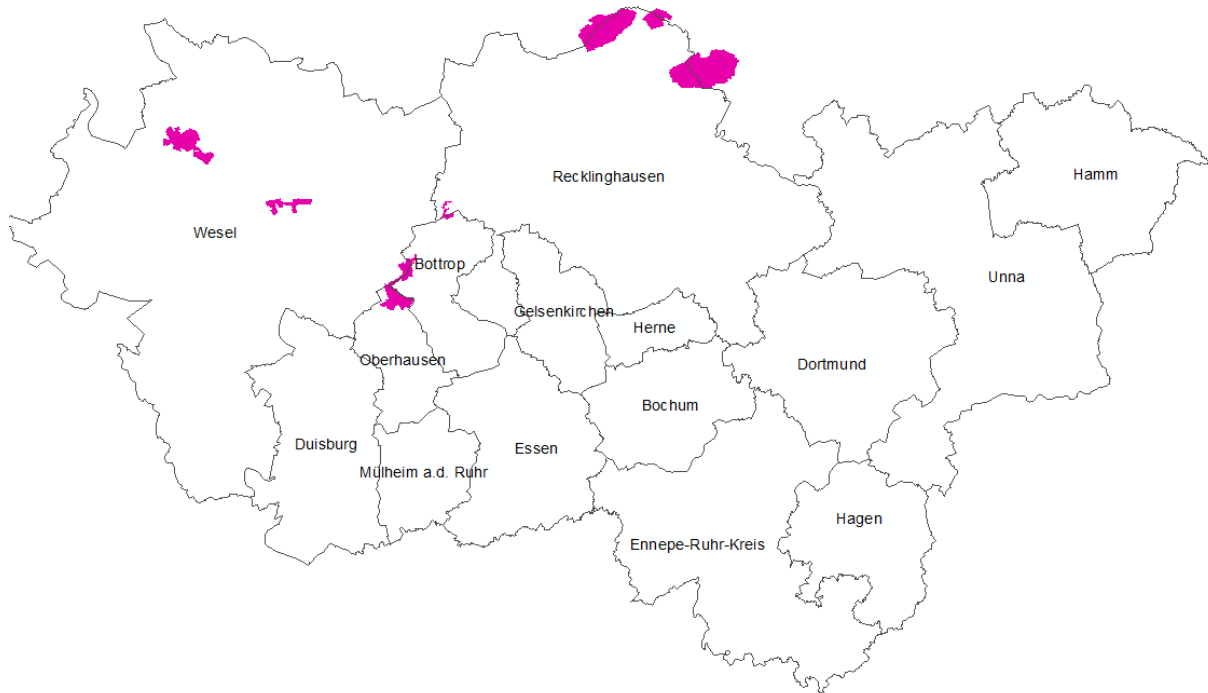 Recklinghausen
Hamm
Wesel
Bottrop
Unna
Gelsenkirchen
Herne
Oberhausen
Dortmund
Bochum
Duisburg
Essen
Mülheim a.d. Ruhr
Hagen
Ennepe-Ruhr-Kreis